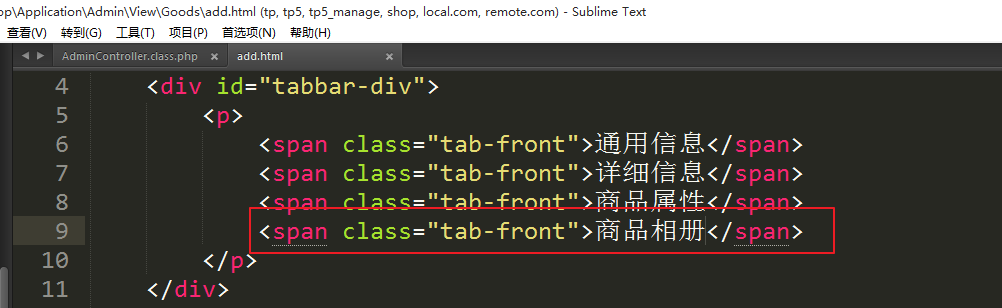 op\Application\Admin\View\Goods\add.html (tp, tp5, tp5_manage, shop, local.com, remote.com) - Sublime Text
查看(V) 转到(G) 工具(T) 项目(P) 首选项(N) 帮助(H)
AdminController.class.php × add.html ×
4 <div id="tabbar-div">
5 <p>
6 <span class="tab-front">通用信息</span>
7 <span class="tab-front">详细信息</span>
8 <span class="tab-front">商品属性</span>
9 <span class="tab-front">商品相册</span>
10 </p>
11 </div>